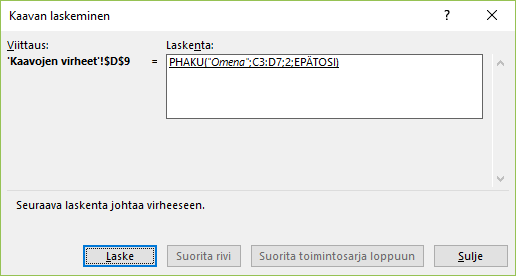 Kaavan laskeminen
Viittaus:
Laskenta:
'Kaavojen virheet'!$D$9 = PHAKU("Omena";C3:D7;2;EPÄTOSI)
Seuraava laskenta johtaa virheeseen.
Laske Suorita rivi Suorita toimintosarja loppuun Sulje